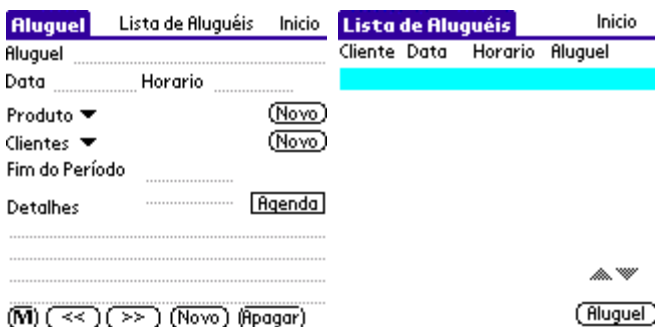 Aluguel Lista de Aluguéis Inicio
Aluguel
Data Horario
Produto (Novo)
Clientes (Novo)
Fim do Período
Detalhes Agenda
(M) ( << ) ( >> ) (Novo) (Apagar)
Lista de Aluguéis Inicio
Cliente Data Horario Aluguel
(Aluguel)